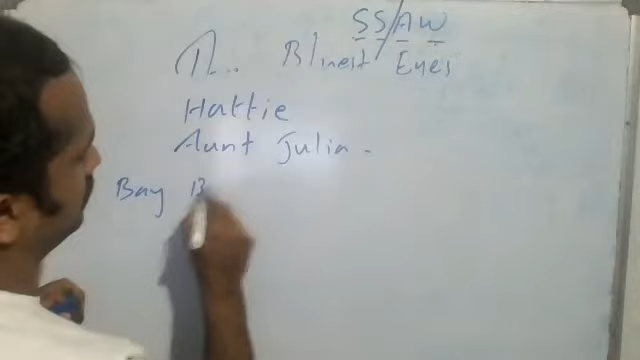 SS/AW
The Bluest Eyes
Hattie
Aunt Julia.
Bay B